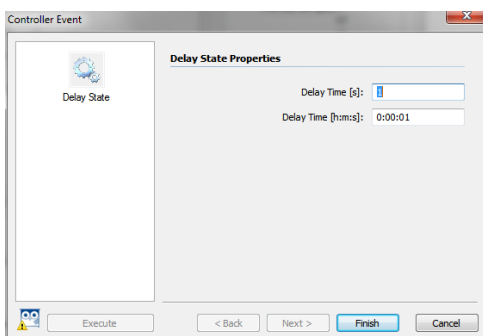 Controller Event
Delay State
Delay State Properties
Delay Time [s]: 1
Delay Time [h:m:s]: 0:00:01
Execute
< Back
Next >
Finish
Cancel